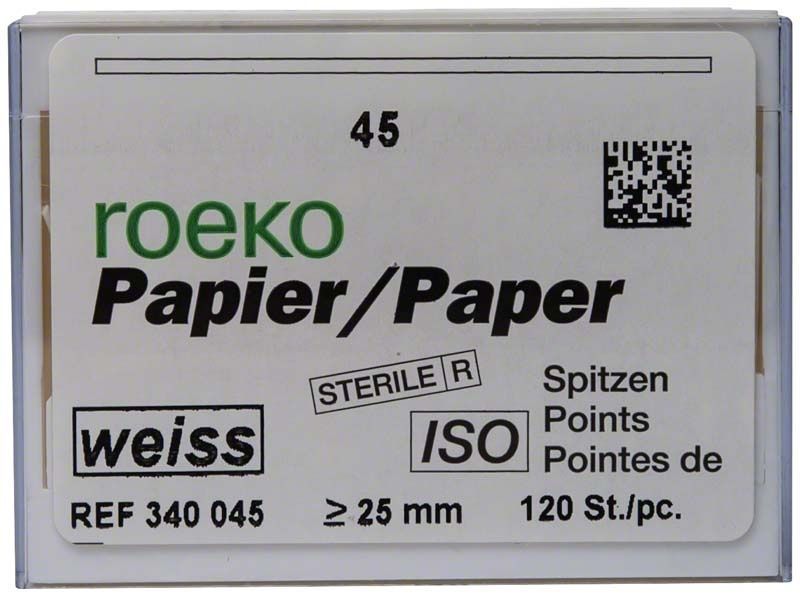 45
roeko
Papier/Paper
STERILE R
Spitzen
Points
Pointes de
weiss
ISO
REF 340 045 ≥ 25 mm 120 St./pc.